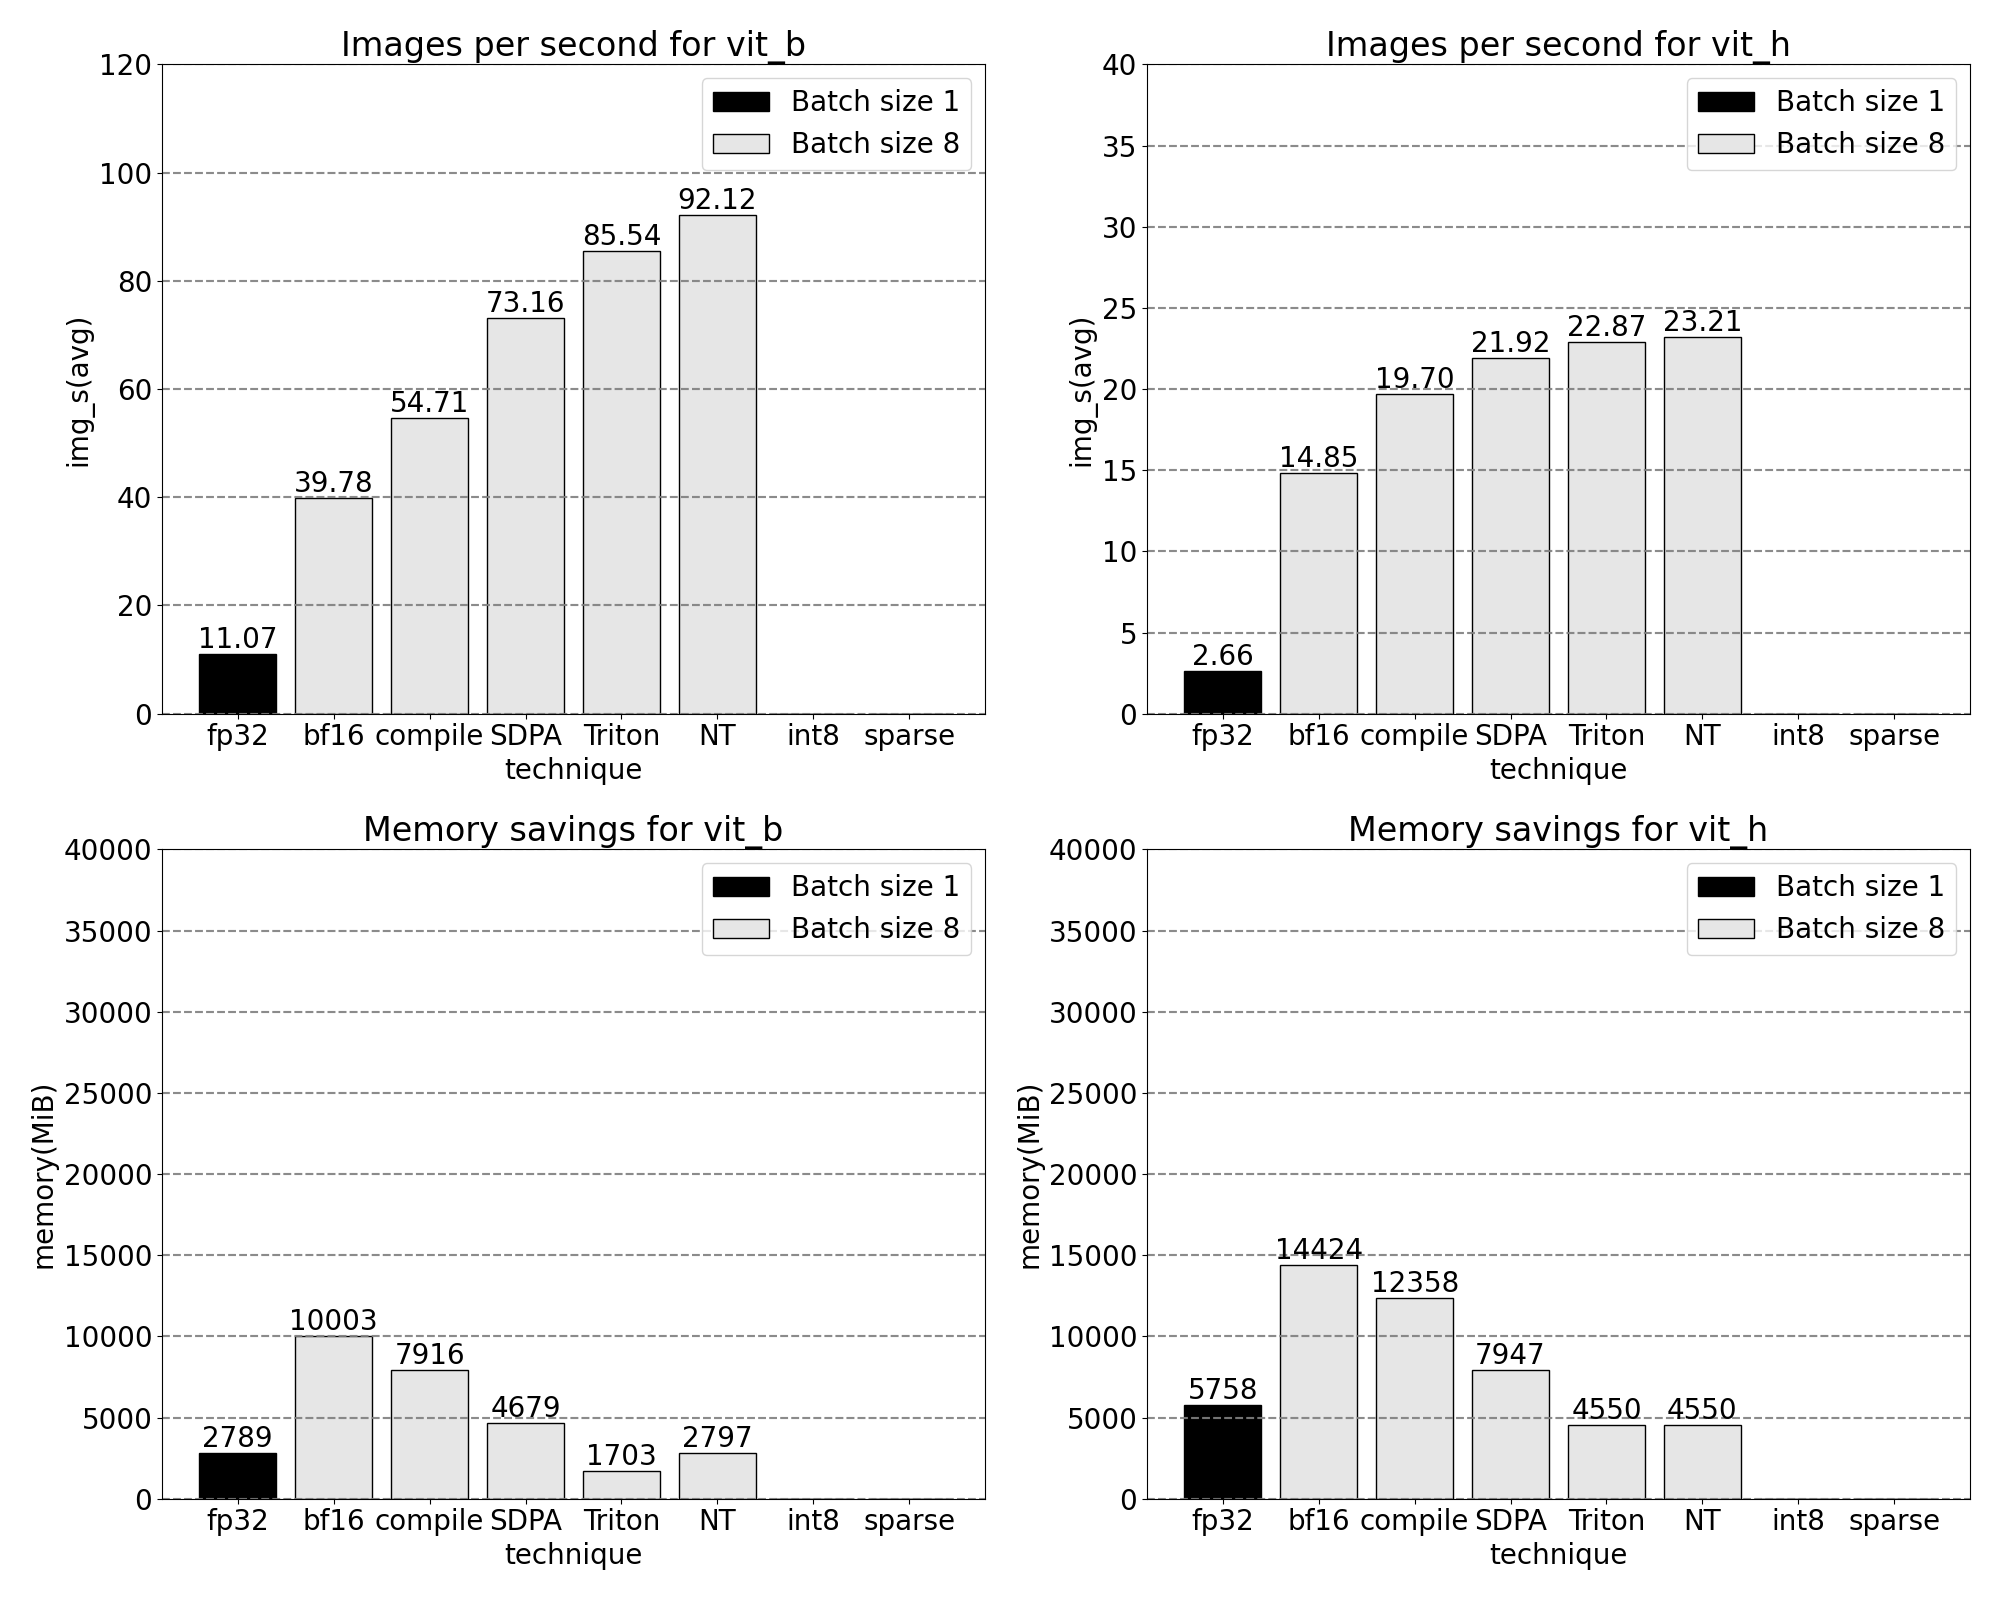 Images per second for vit_b
120
100
80
60
40
20
0
img_s(avg)
Batch size 1
Batch size 8
11.07
39.78
54.71
73.16
85.54
92.12
fp32 bf16 compile SDPA Triton NT int8 sparse
technique
Images per second for vit_h
40
35
30
25
20
15
10
5
0
img_s(avg)
Batch size 1
Batch size 8
2.66
14.85
19.70
21.92
22.87
23.21
fp32 bf16 compile SDPA Triton NT int8 sparse
technique
Memory savings for vit_b
40000
35000
30000
25000
20000
15000
10000
5000
0
memory(MiB)
Batch size 1
Batch size 8
2789
10003
7916
4679
1703
2797
fp32 bf16 compile SDPA Triton NT int8 sparse
technique
Memory savings for vit_h
40000
35000
30000
25000
20000
15000
10000
5000
0
memory(MiB)
Batch size 1
Batch size 8
5758
14424
12358
7947
4550
4550
fp32 bf16 compile SDPA Triton NT int8 sparse
technique